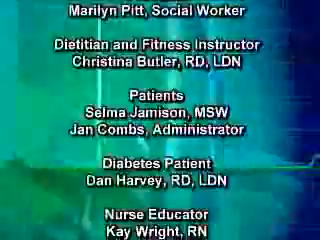 Marilyn Pitt, Social Worker
Dietitian and Fitness Instructor
Christina Butler, RD, LDN
Patients
Selma Jamison, MSW
Jan Combs, Administrator
Diabetes Patient
Dan Harvey, RD, LDN
Nurse Educator
Kay Wright, RN